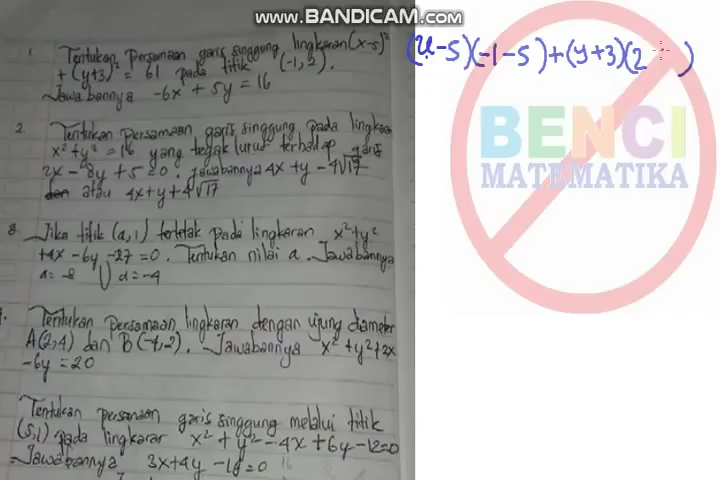 www.BANDICAM.com
1. Tentukan persamaan garis singgung lingkaran (x-5)²
+ (y+3)² = 61 pada titik (-1, 2).
Jawabannya -6x + 5y = 16
2. Tentukan Persamaan garis singgung pada lingkaran
x² + y² = 16 yang tegak lurus terhadap garis
2x - 8y + 5 = 0. jawabannya 4x + y - 4√17
atau 4x + y + 4√17
3. Jika titik (a, 1) terletak pada lingkaran x² + y²
+ 4x - 6y - 27 = 0. Tentukan nilai a. Jawabannya
a = -8 U a = -4
Tentukan Persamaan lingkaran dengan ujung diameter
A(2,4) dan B(-4,2). Jawabannya x² + y² + 2x
- 6y = 20
Tentukan persamaan garis singgung melalui titik
(5,1) pada lingkaran x² + y² - 4x + 6y - 12 = 0
Jawabannya 3x + 4y - 19 = 0 16
(x-5)(-1-5)+(y+3)(2 )
BENCI
MATEMATIKA